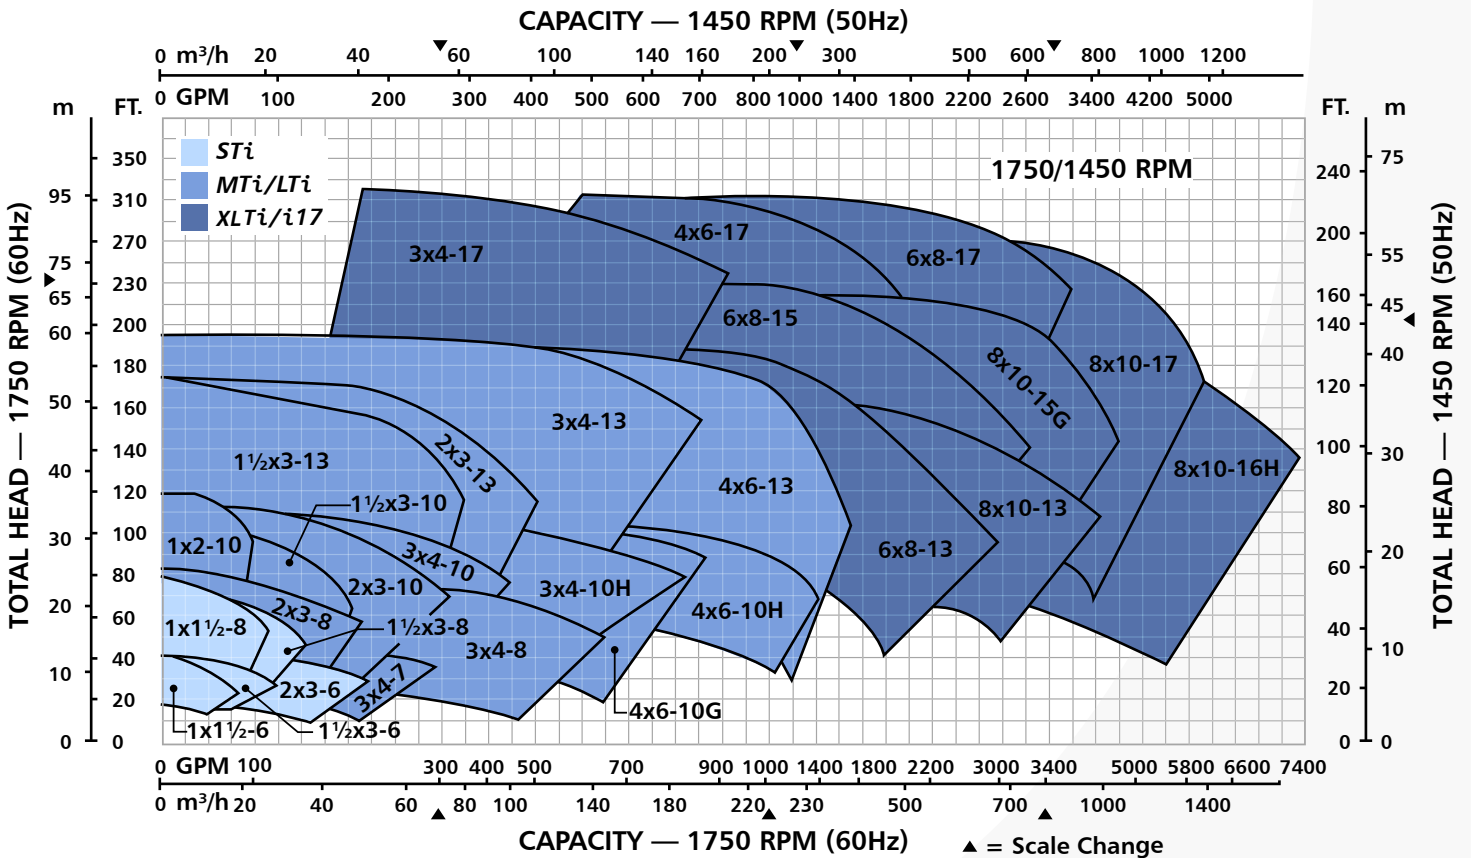 CAPACITY — 1450 RPM (50Hz)
0 m³/h 20 40 60 100 140 160 200 300 500 600 800 1000 1200
0 GPM 100 200 300 400 500 600 700 800 1000 1400 1800 2200 2600 3400 4200 5000
m FT. FT. m
TOTAL HEAD — 1750 RPM (60Hz)
95
75
65
60
50
40
30
20
10
0
350
310
270
230
200
180
160
140
120
100
80
60
40
20
0
STi
MTi/LTi
XLTi/i17
1750/1450 RPM
3x4-17
4x6-17
6x8-17
6x8-15
8x10-15G
8x10-17
3x4-13
2x3-13
1½x3-13
4x6-13
8x10-16H
1½x3-10
8x10-13
1x2-10
3x4-10
6x8-13
2x3-10
3x4-10H
4x6-10H
2x3-8
1x1½-8
1½x3-8
3x4-8
2x3-6
3x4-7
4x6-10G
1x1½-6
1½x3-6
240
200
160
140
120
100
80
60
40
20
0
75
55
45
40
30
20
10
0
TOTAL HEAD — 1450 RPM (50Hz)
0 GPM 100 300 400 500 700 900 1000 1400 1800 2200 3000 3400 5000 5800 6600 7400
0 m³/h 20 40 60 80 100 140 180 220 230 500 700 1000 1400
CAPACITY — 1750 RPM (60Hz)
▲ = Scale Change